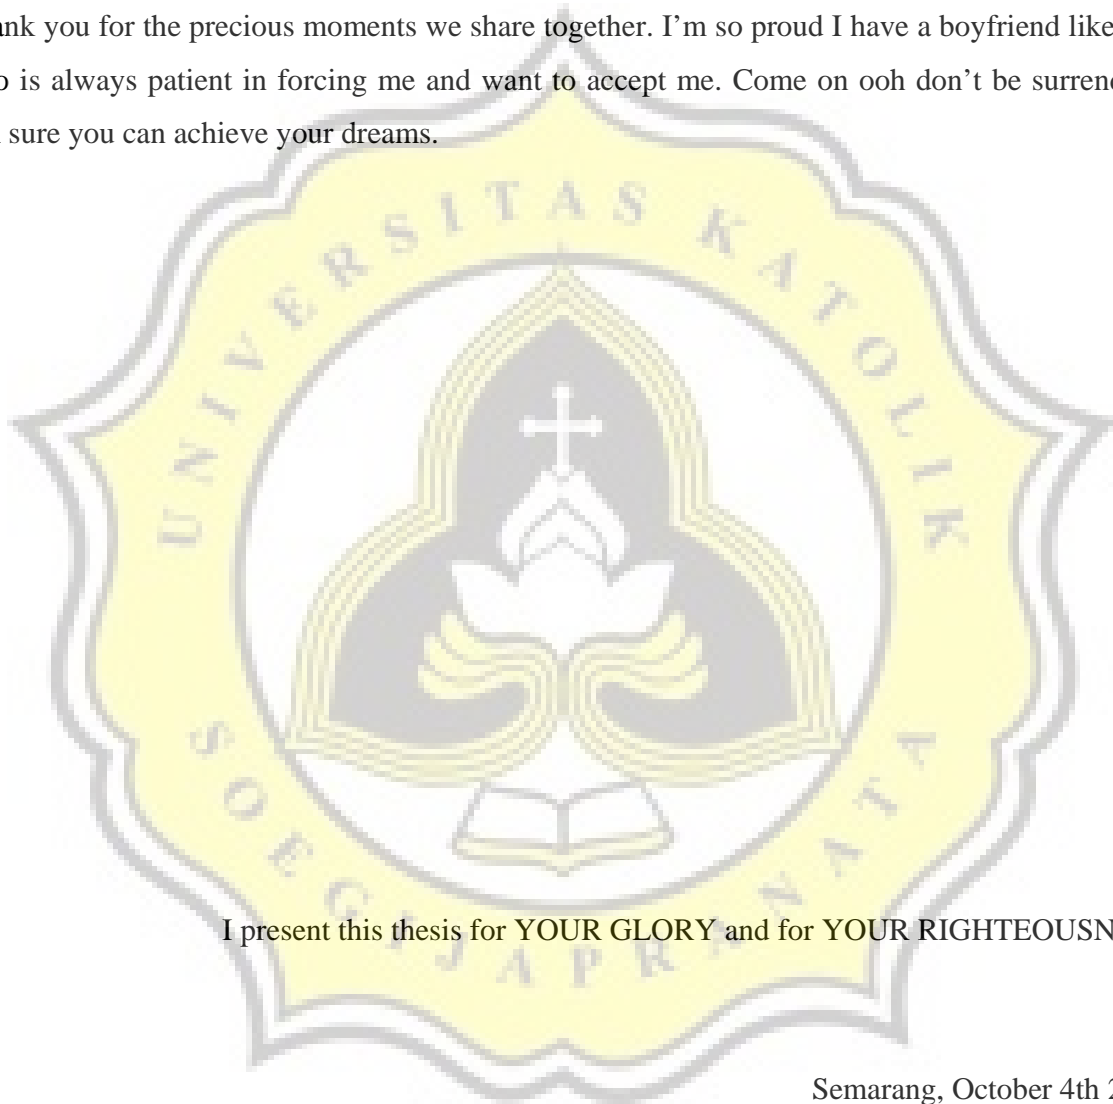 ank you for the precious moments we share together. I’m so proud I have a boyfriend like
o is always patient in forcing me and want to accept me. Come on ooh don’t be surren
sure you can achieve your dreams.
UNIVERSITAS KATOLIK
SOEGIJAPRANATA
I present this thesis for YOUR GLORY and for YOUR RIGHTEOUSN
Semarang, October 4th 2